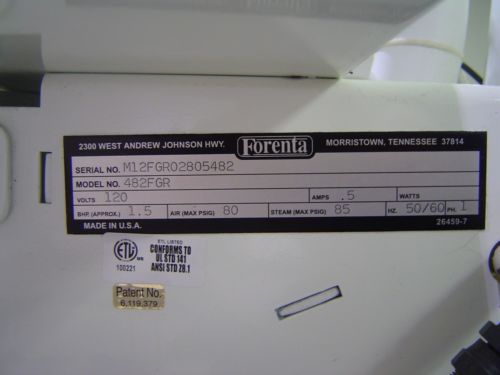 2300 WEST ANDREW JOHNSON HWY. Forenta MORRISTOWN, TENNESSEE 37814
SERIAL NO. M12FGR02805482
MODEL NO. 482FGR
VOLTS 120 AMPS .5 WATTS
BHP. (APPROX.) 1.5 AIR (MAX PSIG) 80 STEAM (MAX PSIG) 85 HZ. 50/60 PH. 1
MADE IN U.S.A. 26459-7
ETL LISTED
CONFORMS TO
UL STD 141
ANSI STD Z8.1
100221
Patent No.
6,119,379